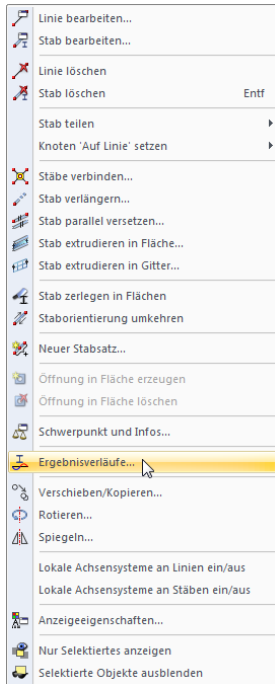 Linie bearbeiten...
Stab bearbeiten...
Linie löschen
Stab löschen Entf
Stab teilen
Knoten 'Auf Linie' setzen
Stäbe verbinden...
Stab verlängern...
Stab parallel versetzen...
Stab extrudieren in Fläche...
Stab extrudieren in Gitter...
Stab zerlegen in Flächen
Staborientierung umkehren
Neuer Stabsatz...
Öffnung in Fläche erzeugen
Öffnung in Fläche löschen
Schwerpunkt und Infos...
Ergebnisverläufe...
Verschieben/Kopieren...
Rotieren...
Spiegeln...
Lokale Achsensysteme an Linien ein/aus
Lokale Achsensysteme an Stäben ein/aus
Anzeigeeigenschaften...
Nur Selektiertes anzeigen
Selektierte Objekte ausblenden